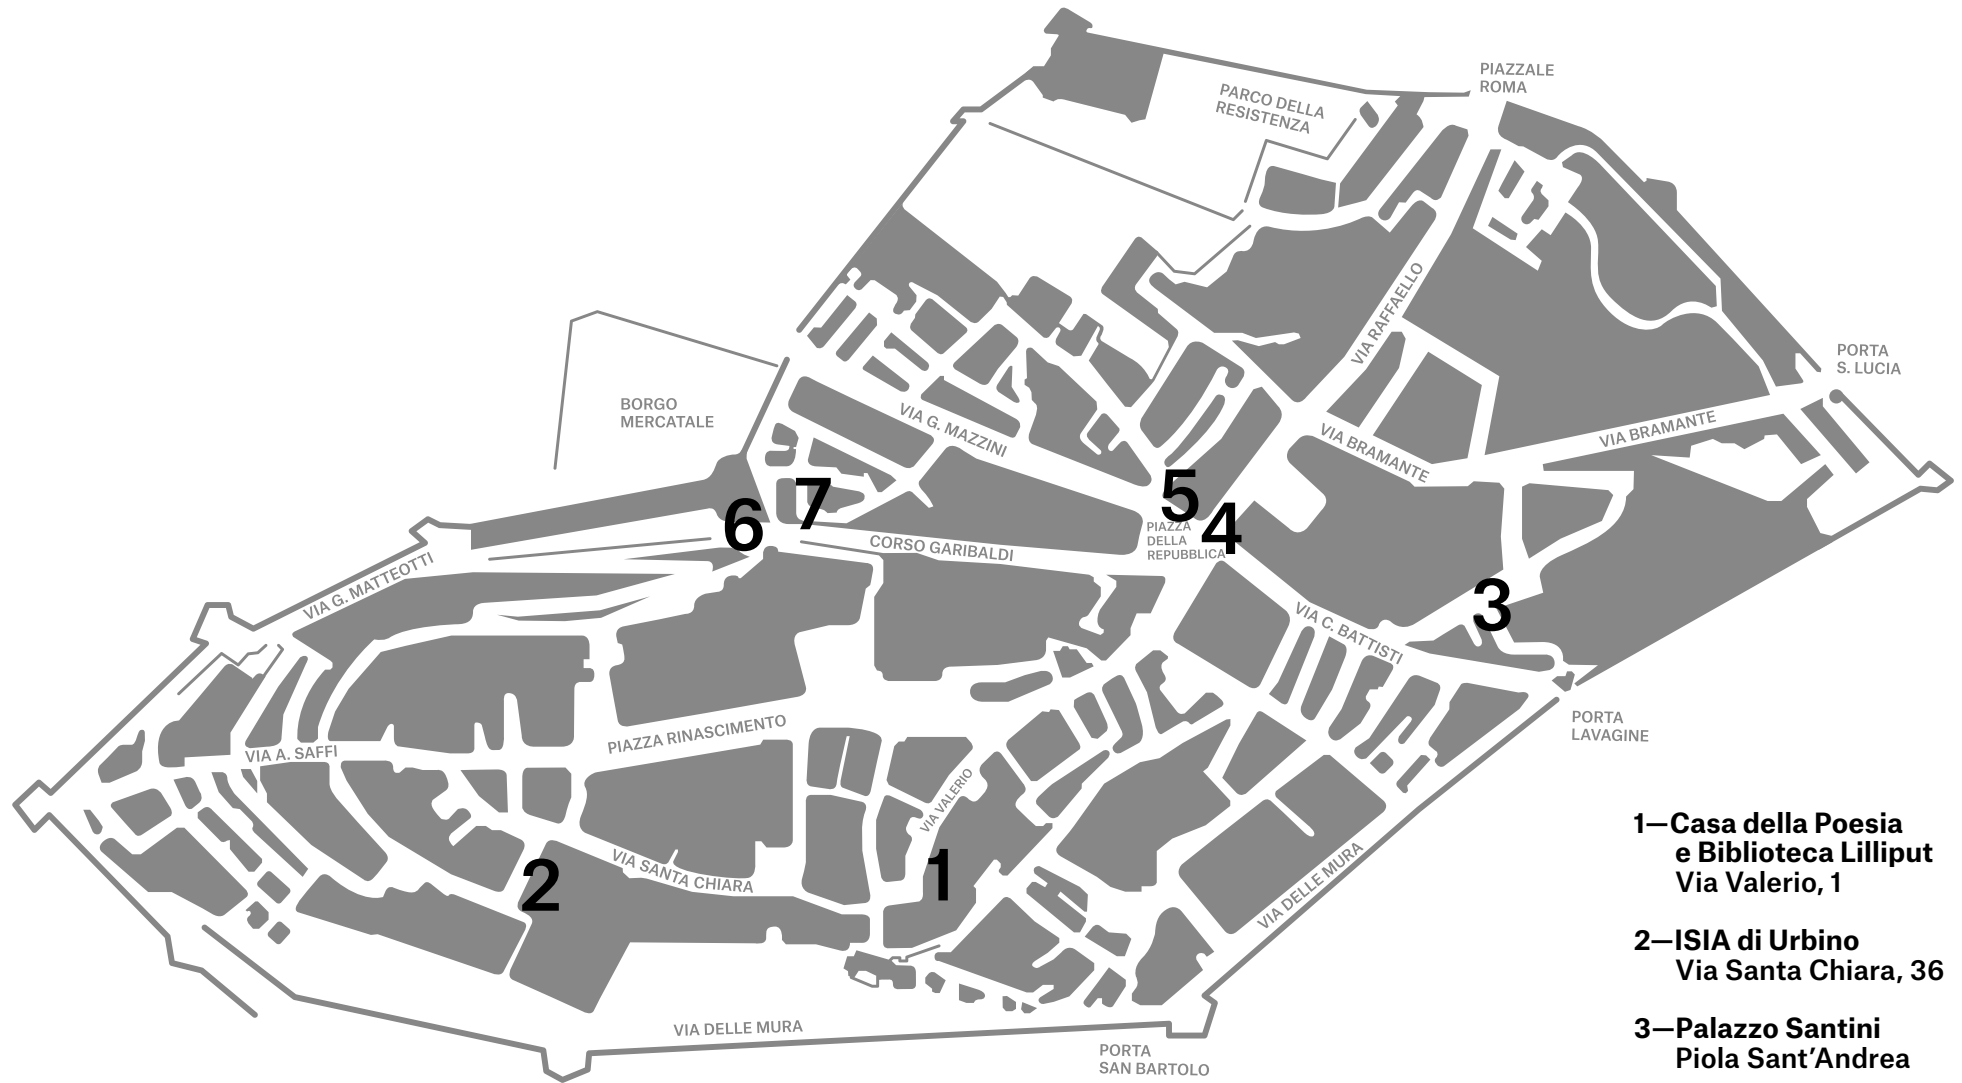 PIAZZALE
ROMA
PARCO DELLA
RESISTENZA
VIA RAFFAELLO
PORTA
S. LUCIA
BORGO
MERCATALE
VIA G. MAZZINI
VIA BRAMANTE
VIA BRAMANTE
5
7
6
4
PIAZZA
DELLA
REPUBBLICA
CORSO GARIBALDI
VIA G. MATTEOTTI
3
VIA C. BATTISTI
PORTA
LAVAGINE
PIAZZA RINASCIMENTO
VIA A. SAFFI
VIA VALERIO
2
VIA SANTA CHIARA
1
VIA DELLE MURA
VIA DELLE MURA
PORTA
SAN BARTOLO
1—Casa della Poesia
e Biblioteca Lilliput
Via Valerio, 1
2—ISIA di Urbino
Via Santa Chiara, 36
3—Palazzo Santini
Piola Sant’Andrea